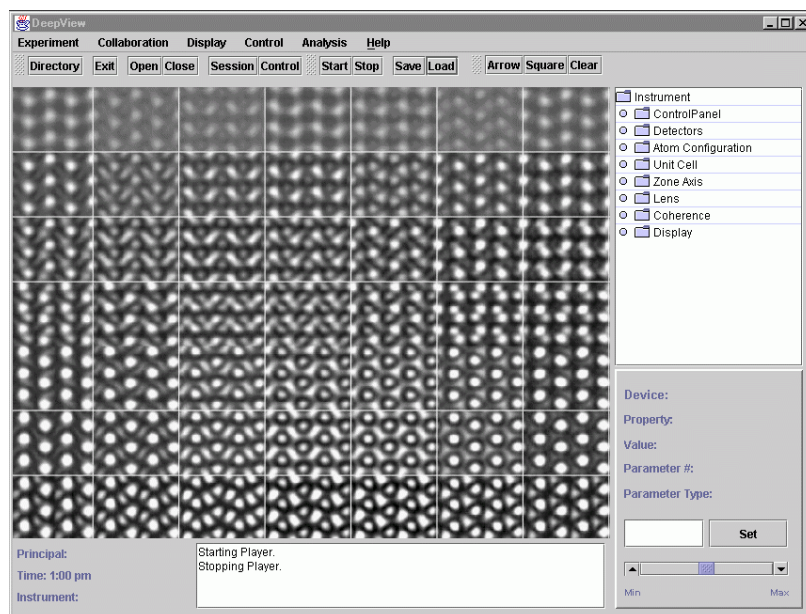 DeepView
Experiment Collaboration Display Control Analysis Help
Directory Exit Open Close Session Control Start Stop Save Load Arrow Square Clear
Instrument
ControlPanel
Detectors
Atom Configuration
Unit Cell
Zone Axis
Lens
Coherence
Display
Device:
Property:
Value:
Parameter #:
Parameter Type:
Set
Min Max
Principal:
Time: 1:00 pm
Instrument:
Starting Player.
Stopping Player.